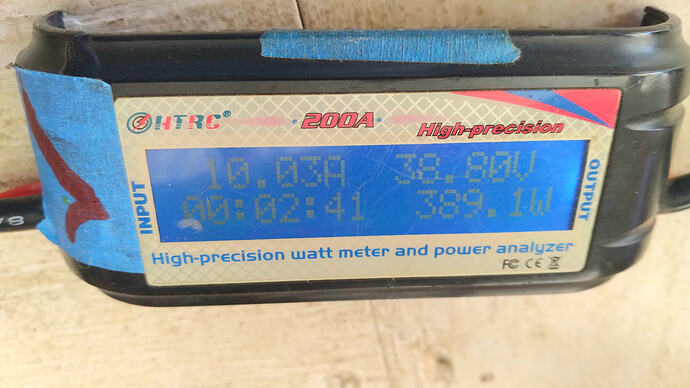 HTRC®
200A
High-precision
INPUT
10.03A 38.80V
00:02:41 389.1W
OUTPUT
High-precision watt meter and power analyzer
FC CE